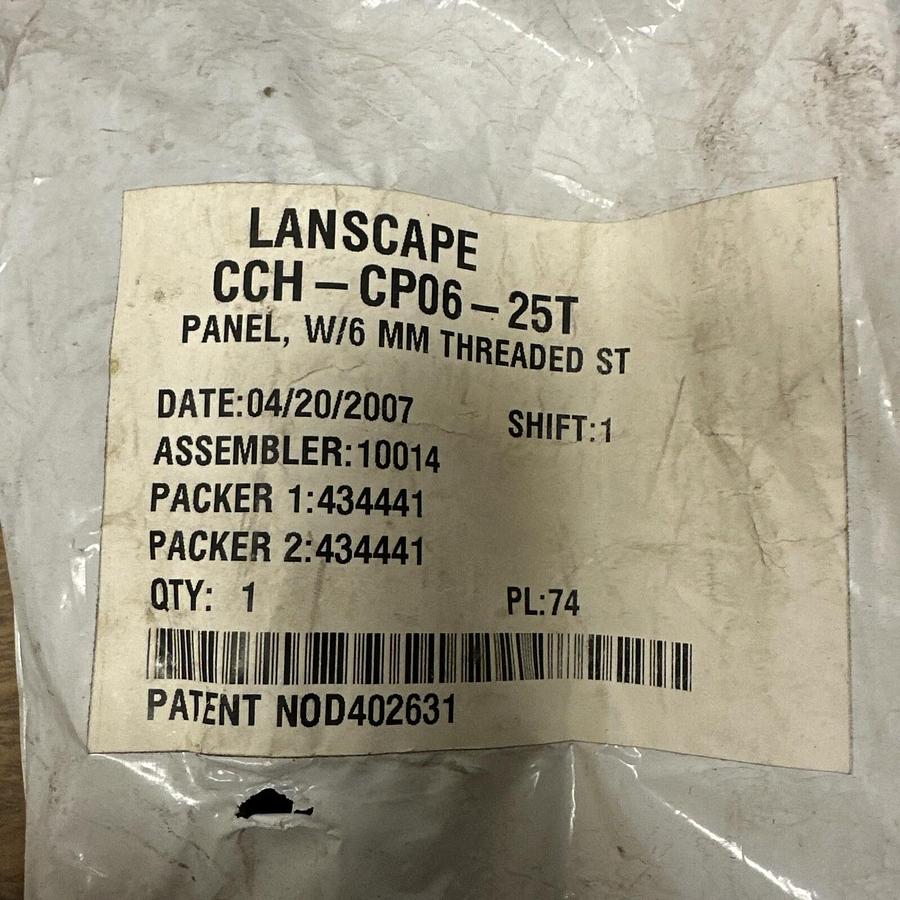 LANSCAPE
CCH-CP06-25T
PANEL, W/6 MM THREADED ST
DATE:04/20/2007 SHIFT:1
ASSEMBLER:10014
PACKER 1:434441
PACKER 2:434441
QTY: 1 PL:74
PATENT NOD402631